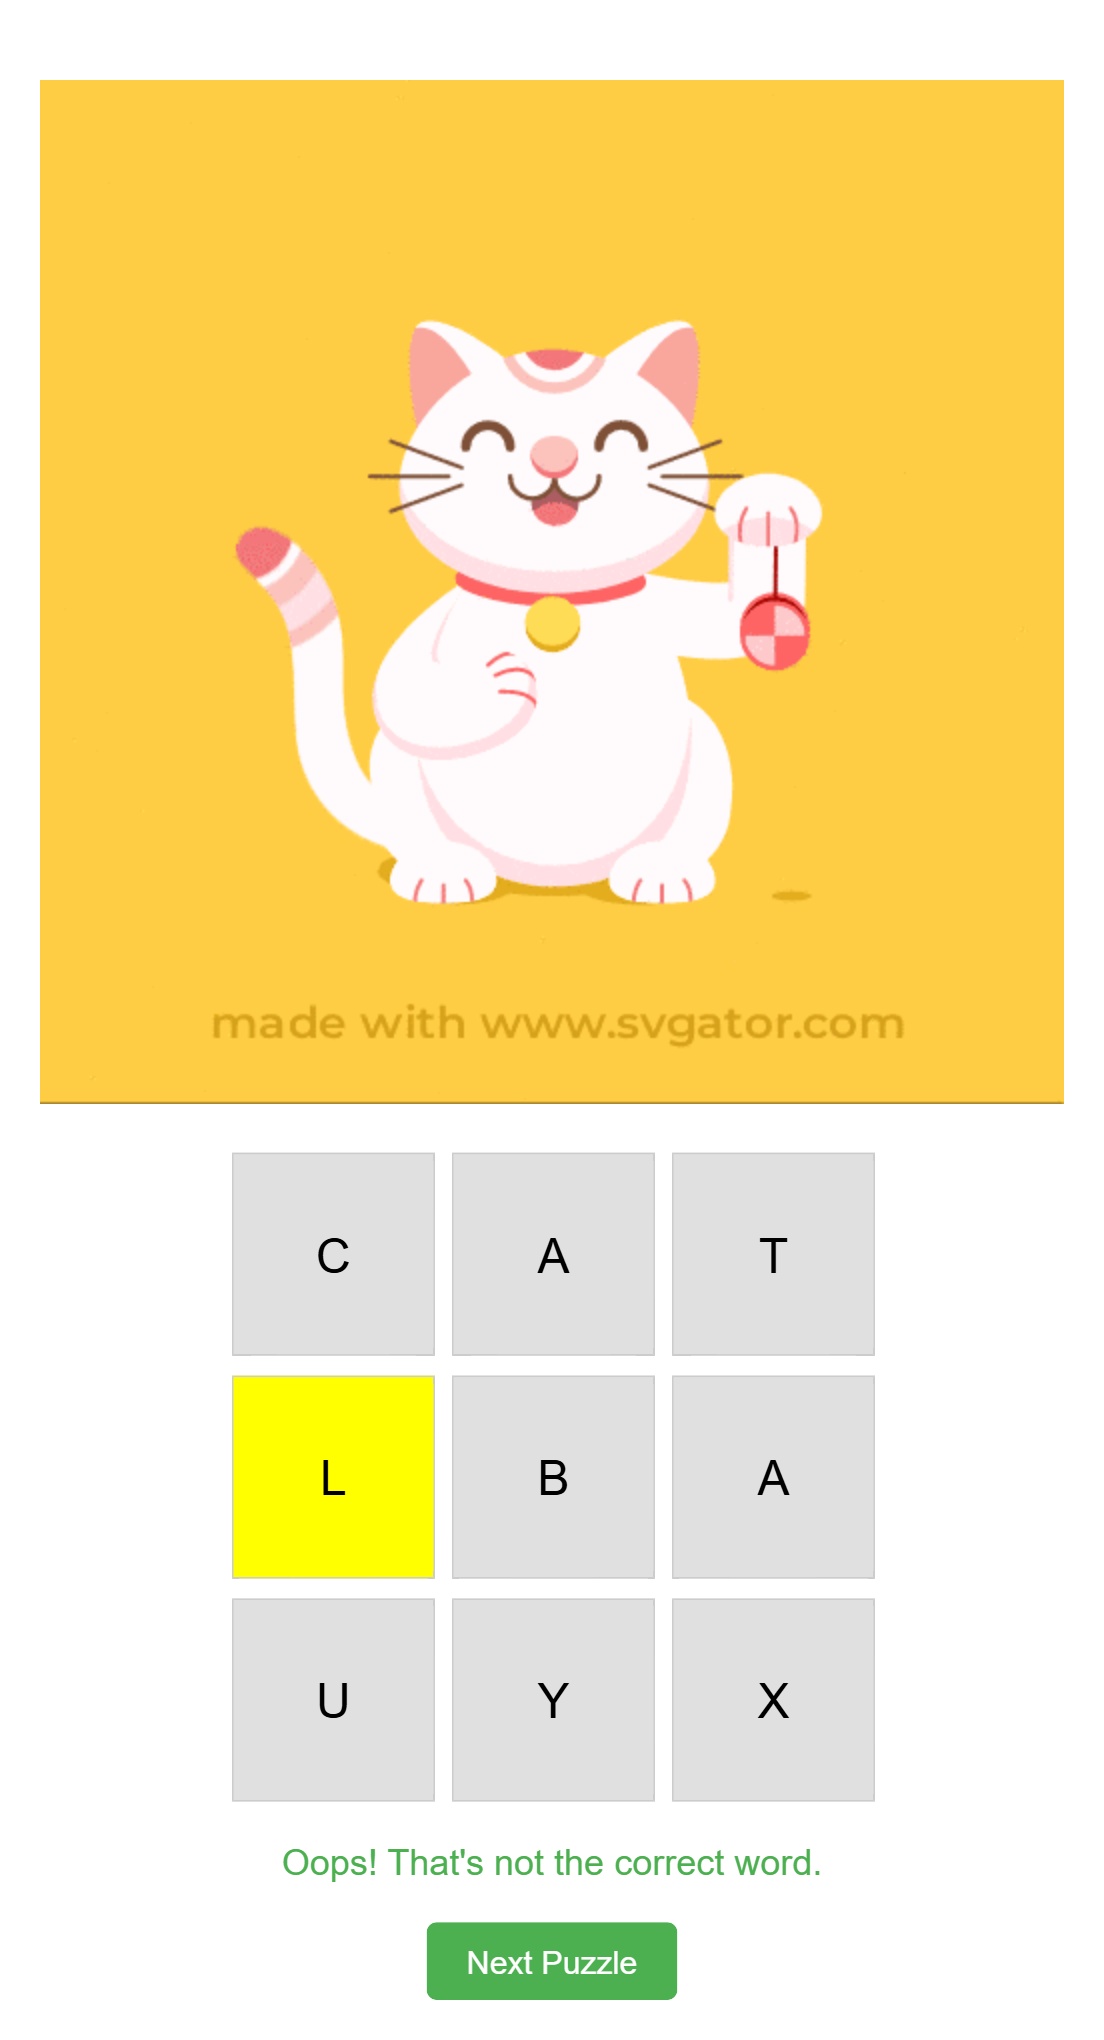 made with www.svgator.com
C A T
L B A
U Y X
Oops! That's not the correct word.
Next Puzzle